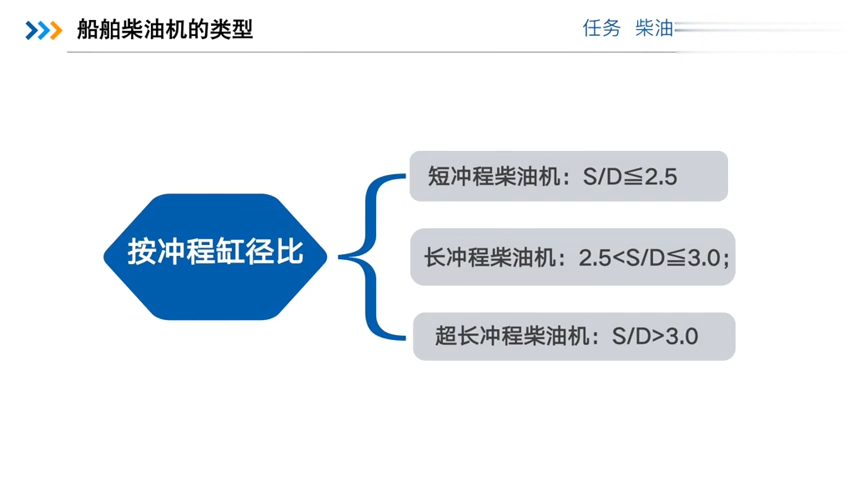 船舶柴油机的类型
任务 柴油
按冲程缸径比
短冲程柴油机：S/D≦2.5
长冲程柴油机：2.5<S/D≦3.0；
超长冲程柴油机：S/D>3.0